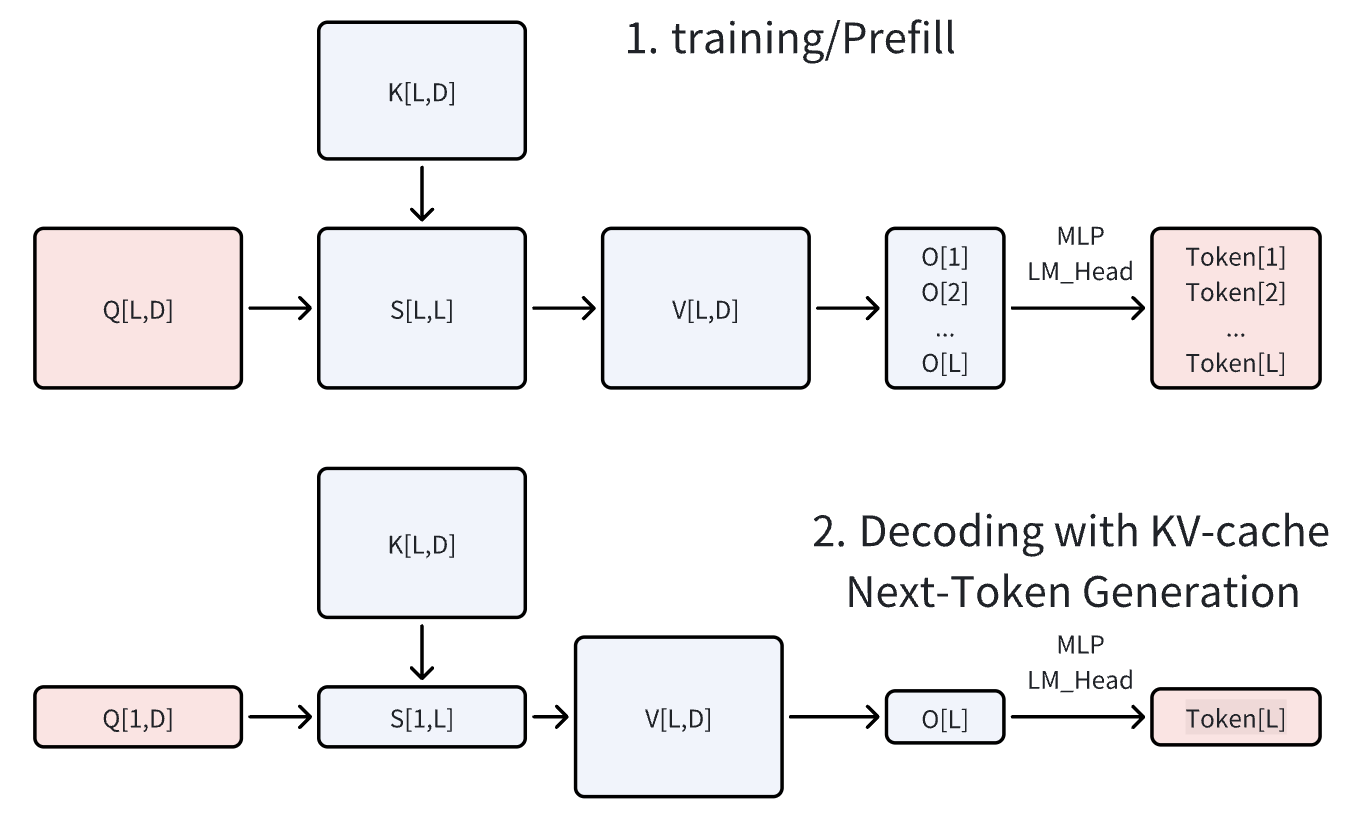 1. training/Prefill
K[L,D]
Q[L,D]
S[L,L]
V[L,D]
O[1]
O[2]
...
O[L]
MLP
LM_Head
Token[1]
Token[2]
...
Token[L]
2. Decoding with KV-cache
Next-Token Generation
K[L,D]
Q[1,D]
S[1,L]
V[L,D]
O[L]
MLP
LM_Head
Token[L]